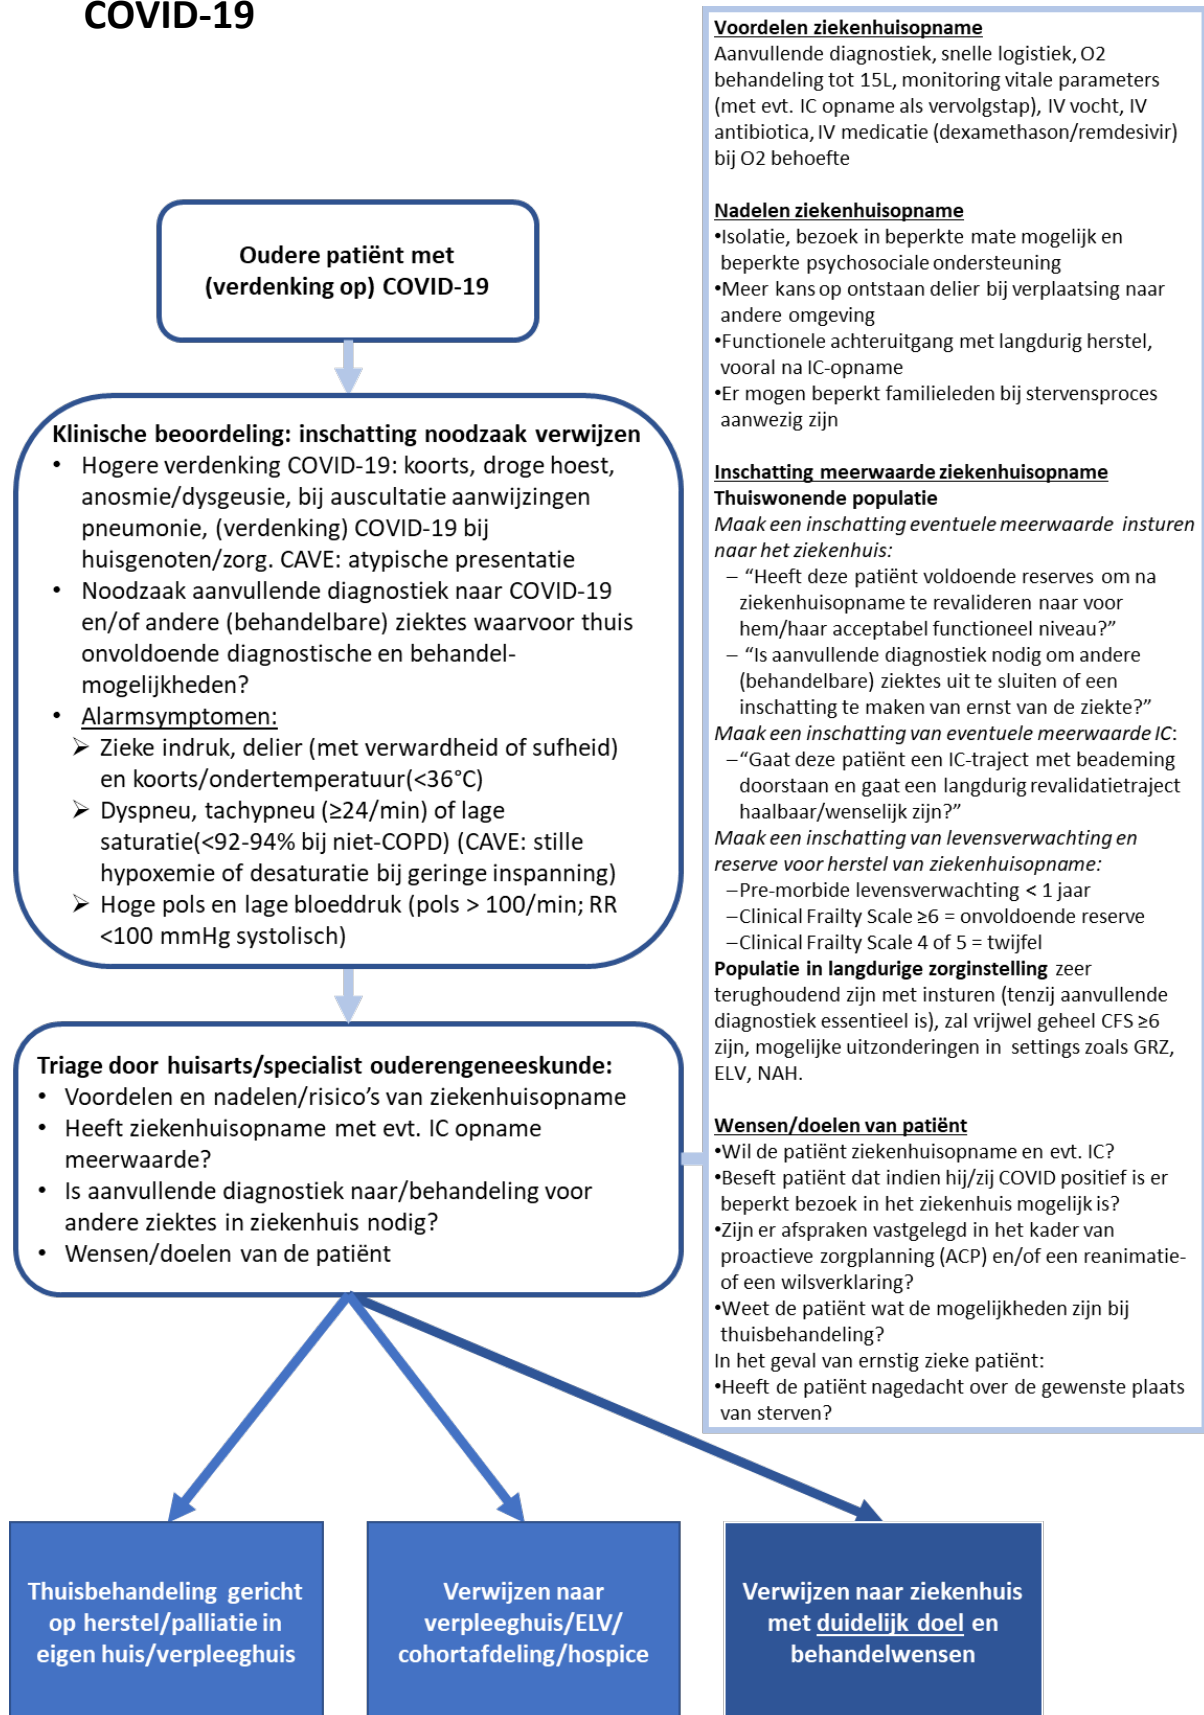 COVID-19
Oudere patiënt met
(verdenking op) COVID-19
Klinische beoordeling: inschatting noodzaak verwijzen
• Hogere verdenking COVID-19: koorts, droge hoest,
anosmie/dysgeusie, bij auscultatie aanwijzingen
pneumonie, (verdenking) COVID-19 bij
huisgenoten/zorg. CAVE: atypische presentatie
• Noodzaak aanvullende diagnostiek naar COVID-19
en/of andere (behandelbare) ziektes waarvoor thuis
onvoldoende diagnostische en behandel-
mogelijkheden?
• Alarmsymptomen:
➢ Zieke indruk, delier (met verwardheid of sufheid)
en koorts/ondertemperatuur(<36°C)
➢ Dyspneu, tachypneu (≥24/min) of lage
saturatie(<92-94% bij niet-COPD) (CAVE: stille
hypoxemie of desaturatie bij geringe inspanning)
➢ Hoge pols en lage bloeddruk (pols > 100/min; RR
<100 mmHg systolisch)
Triage door huisarts/specialist ouderengeneeskunde:
• Voordelen en nadelen/risico’s van ziekenhuisopname
• Heeft ziekenhuisopname met evt. IC opname
meerwaarde?
• Is aanvullende diagnostiek naar/behandeling voor
andere ziektes in ziekenhuis nodig?
• Wensen/doelen van de patiënt
Voordelen ziekenhuisopname
Aanvullende diagnostiek, snelle logistiek, O2
behandeling tot 15L, monitoring vitale parameters
(met evt. IC opname als vervolgstap), IV vocht, IV
antibiotica, IV medicatie (dexamethason/remdesivir)
bij O2 behoefte
Nadelen ziekenhuisopname
•Isolatie, bezoek in beperkte mate mogelijk en
beperkte psychosociale ondersteuning
•Meer kans op ontstaan delier bij verplaatsing naar
andere omgeving
•Functionele achteruitgang met langdurig herstel,
vooral na IC-opname
•Er mogen beperkt familieleden bij stervensproces
aanwezig zijn
Inschatting meerwaarde ziekenhuisopname
Thuiswonende populatie
Maak een inschatting eventuele meerwaarde insturen
naar het ziekenhuis:
– “Heeft deze patiënt voldoende reserves om na
ziekenhuisopname te revalideren naar voor
hem/haar acceptabel functioneel niveau?”
– “Is aanvullende diagnostiek nodig om andere
(behandelbare) ziektes uit te sluiten of een
inschatting te maken van ernst van de ziekte?”
Maak een inschatting van eventuele meerwaarde IC:
–“Gaat deze patiënt een IC-traject met beademing
doorstaan en gaat een langdurig revalidatietraject
haalbaar/wenselijk zijn?”
Maak een inschatting van levensverwachting en
reserve voor herstel van ziekenhuisopname:
–Pre-morbide levensverwachting < 1 jaar
–Clinical Frailty Scale ≥6 = onvoldoende reserve
–Clinical Frailty Scale 4 of 5 = twijfel
Populatie in langdurige zorginstelling zeer
terughoudend zijn met insturen (tenzij aanvullende
diagnostiek essentieel is), zal vrijwel geheel CFS ≥6
zijn, mogelijke uitzonderingen in settings zoals GRZ,
ELV, NAH.
Wensen/doelen van patiënt
•Wil de patiënt ziekenhuisopname en evt. IC?
•Beseft patiënt dat indien hij/zij COVID positief is er
beperkt bezoek in het ziekenhuis mogelijk is?
•Zijn er afspraken vastgelegd in het kader van
proactieve zorgplanning (ACP) en/of een reanimatie-
of een wilsverklaring?
•Weet de patiënt wat de mogelijkheden zijn bij
thuisbehandeling?
In het geval van ernstig zieke patiënt:
•Heeft de patiënt nagedacht over de gewenste plaats
van sterven?
Thuisbehandeling gericht
op herstel/palliatie in
eigen huis/verpleeghuis
Verwijzen naar
verpleeghuis/ELV/
cohortafdeling/hospice
Verwijzen naar ziekenhuis
met duidelijk doel en
behandelwensen